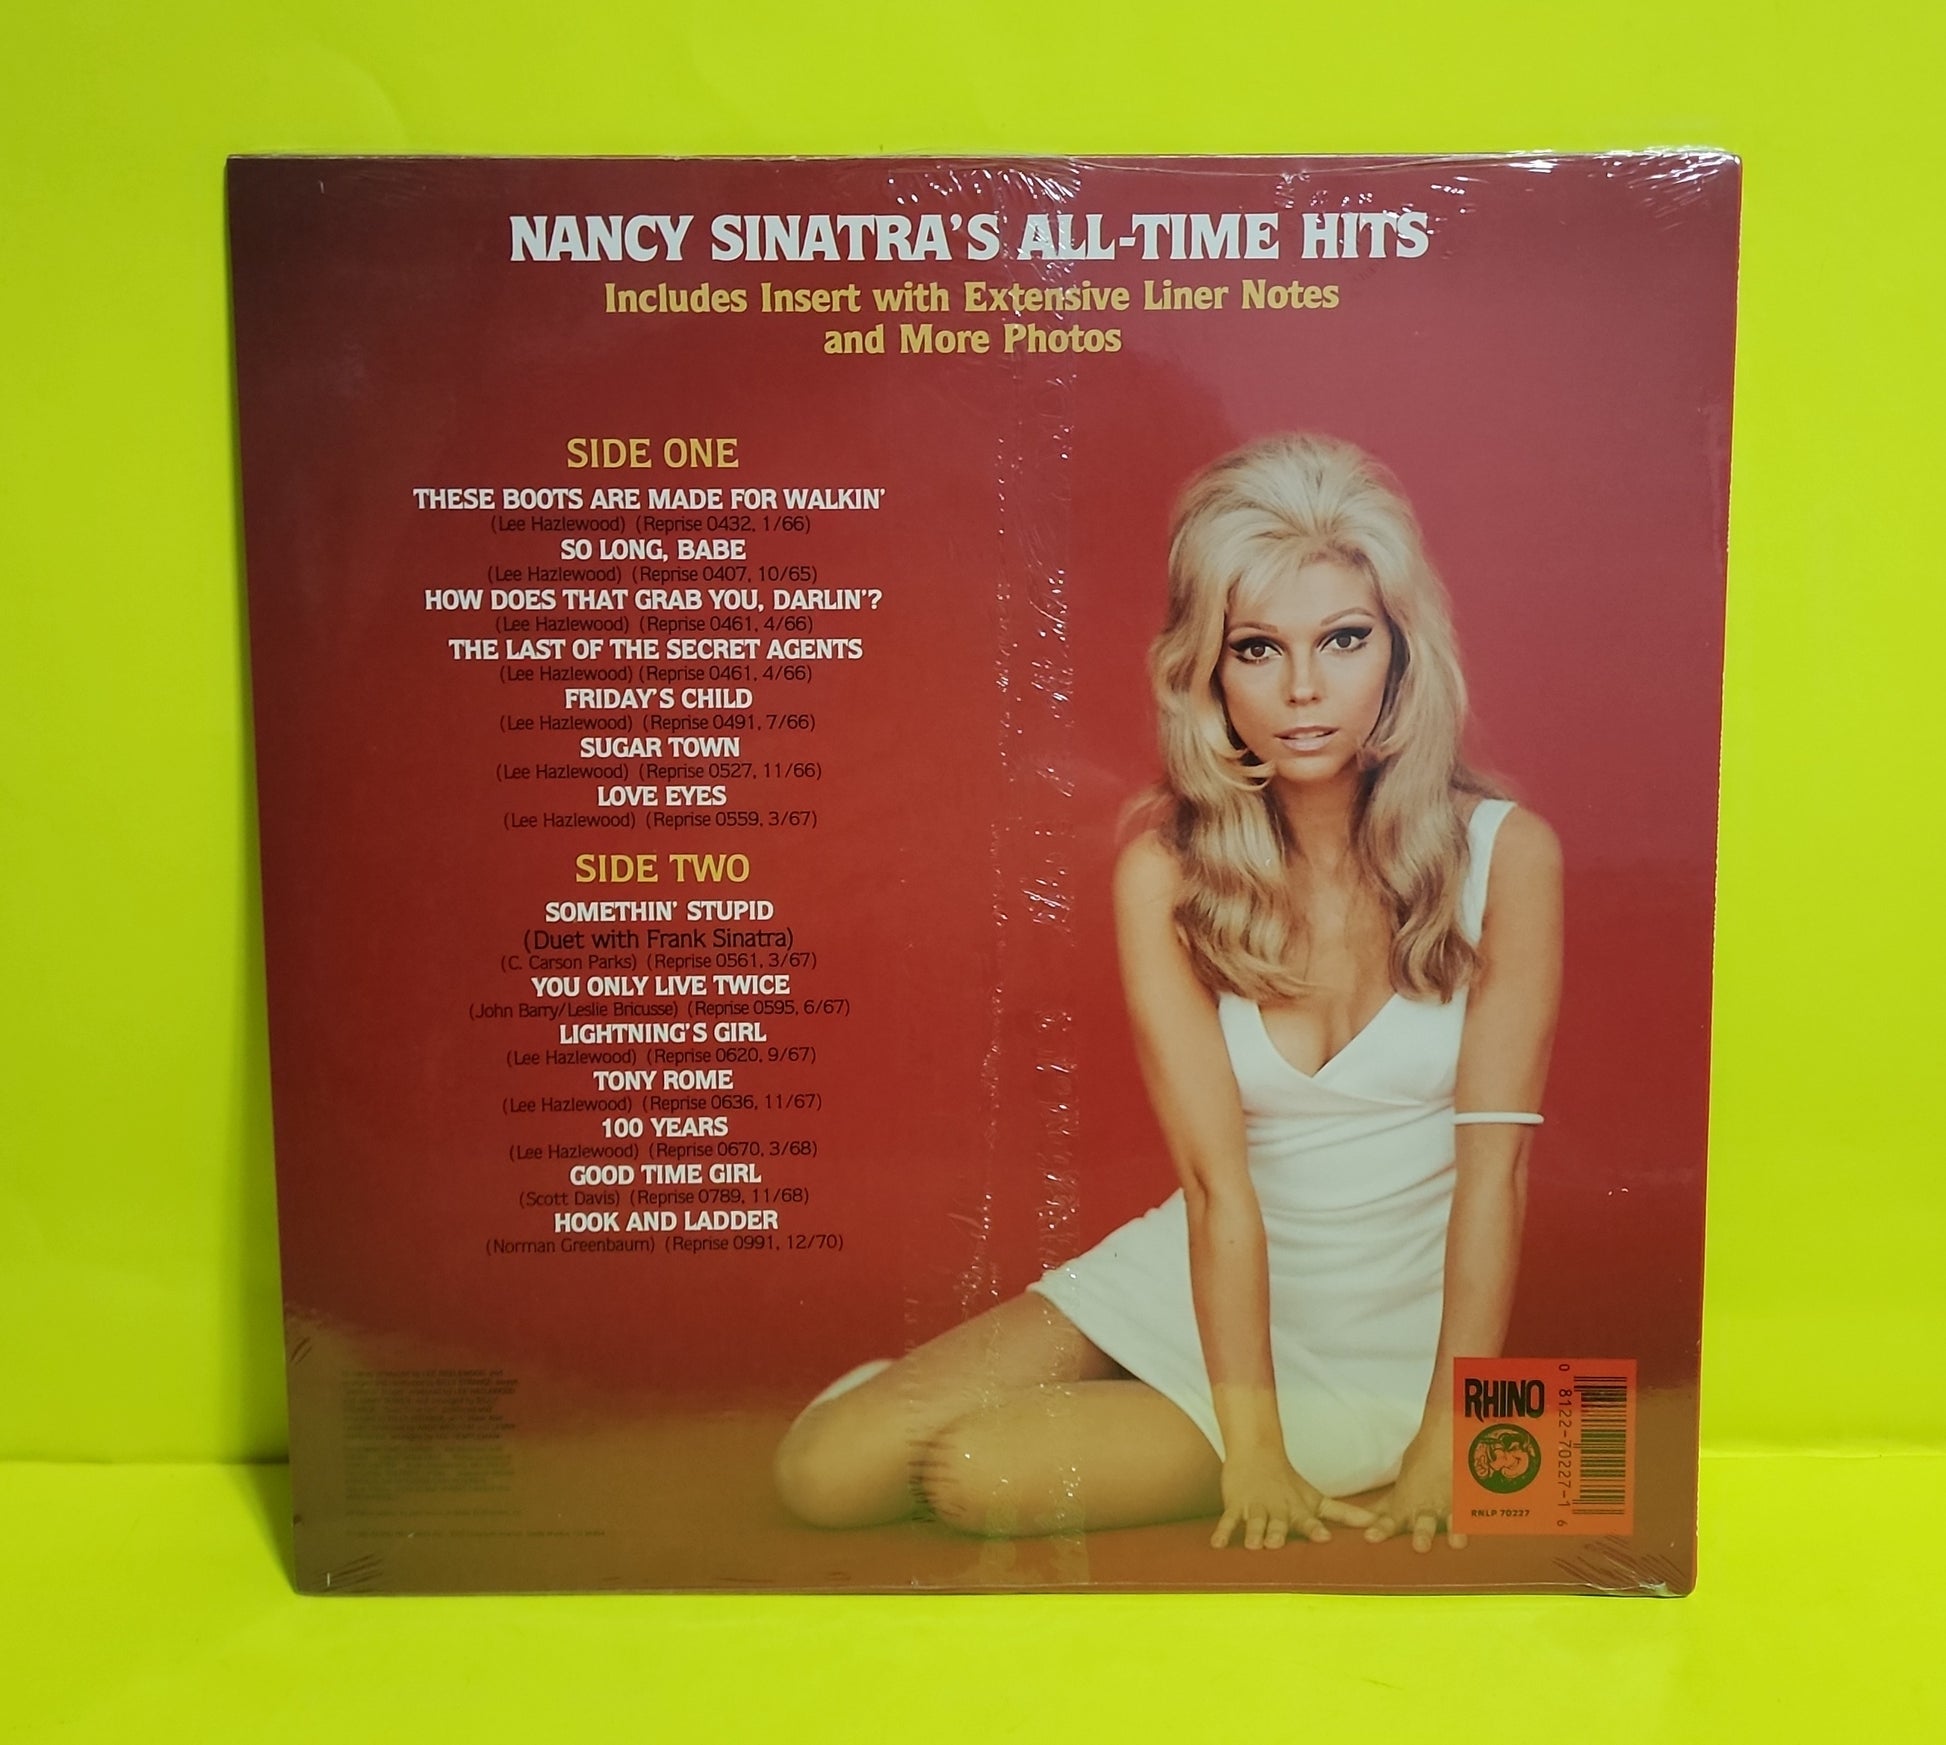 NANCY SINATRA'S ALL-TIME HITS
Includes Insert with Extensive Liner Notes
and More Photos
SIDE ONE
THESE BOOTS ARE MADE FOR WALKIN'
(Lee Hazlewood) (Reprise 0432, 1/66)
SO LONG, BABE
(Lee Hazlewood) (Reprise 0407, 10/65)
HOW DOES THAT GRAB YOU, DARLIN'?
(Lee Hazlewood) (Reprise 0461, 4/66)
THE LAST OF THE SECRET AGENTS
(Lee Hazlewood) (Reprise 0461, 4/66)
FRIDAY'S CHILD
(Lee Hazlewood) (Reprise 0491, 7/66)
SUGAR TOWN
(Lee Hazlewood) (Reprise 0527, 11/66)
LOVE EYES
(Lee Hazlewood) (Reprise 0559, 3/67)
SIDE TWO
SOMETHIN' STUPID
(Duet with Frank Sinatra)
(C. Carson Parks) (Reprise 0561, 3/67)
YOU ONLY LIVE TWICE
(John Barry/Leslie Bricusse) (Reprise 0595, 6/67)
LIGHTNING'S GIRL
(Lee Hazlewood) (Reprise 0620, 9/67)
TONY ROME
(Lee Hazlewood) (Reprise 0636, 11/67)
100 YEARS
(Lee Hazlewood) (Reprise 0670, 3/68)
GOOD TIME GIRL
(Scott Davis) (Reprise 0789, 11/68)
HOOK AND LADDER
(Norman Greenbaum) (Reprise 0991, 12/70)
RHINO
RNLP 70227
0 8122-70227-1 6